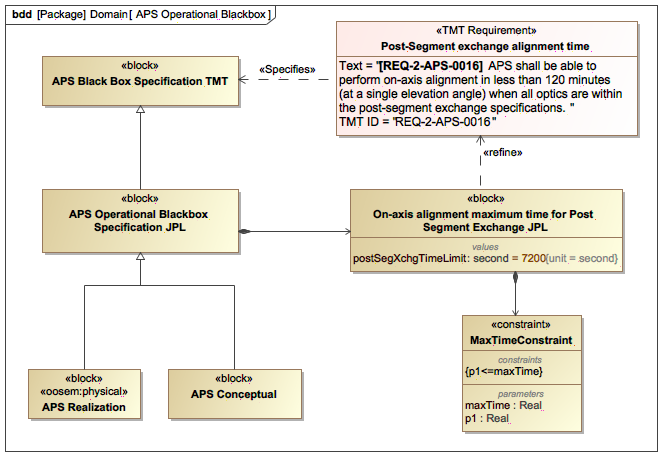 bdd [Package] Domain[ APS Operational Blackbox ]
«block»
APS Black Box Specification TMT
«Specifies»
«TMT Requirement»
Post-Segment exchange alignment time
Text = "[REQ-2-APS-0016] APS shall be able to
perform on-axis alignment in less than 120 minutes
(at a single elevation angle) when all optics are within
the post-segment exchange specifications. "
TMT ID = "REQ-2-APS-0016"
«refine»
«block»
APS Operational Blackbox
Specification JPL
«block»
On-axis alignment maximum time for Post
Segment Exchange JPL
values
postSegXchgTimeLimit: second = 7200{unit = second}
«block»
«oosem:physical»
APS Realization
«block»
APS Conceptual
«constraint»
MaxTimeConstraint
constraints
{p1<=maxTime}
parameters
maxTime : Real
p1 : Real